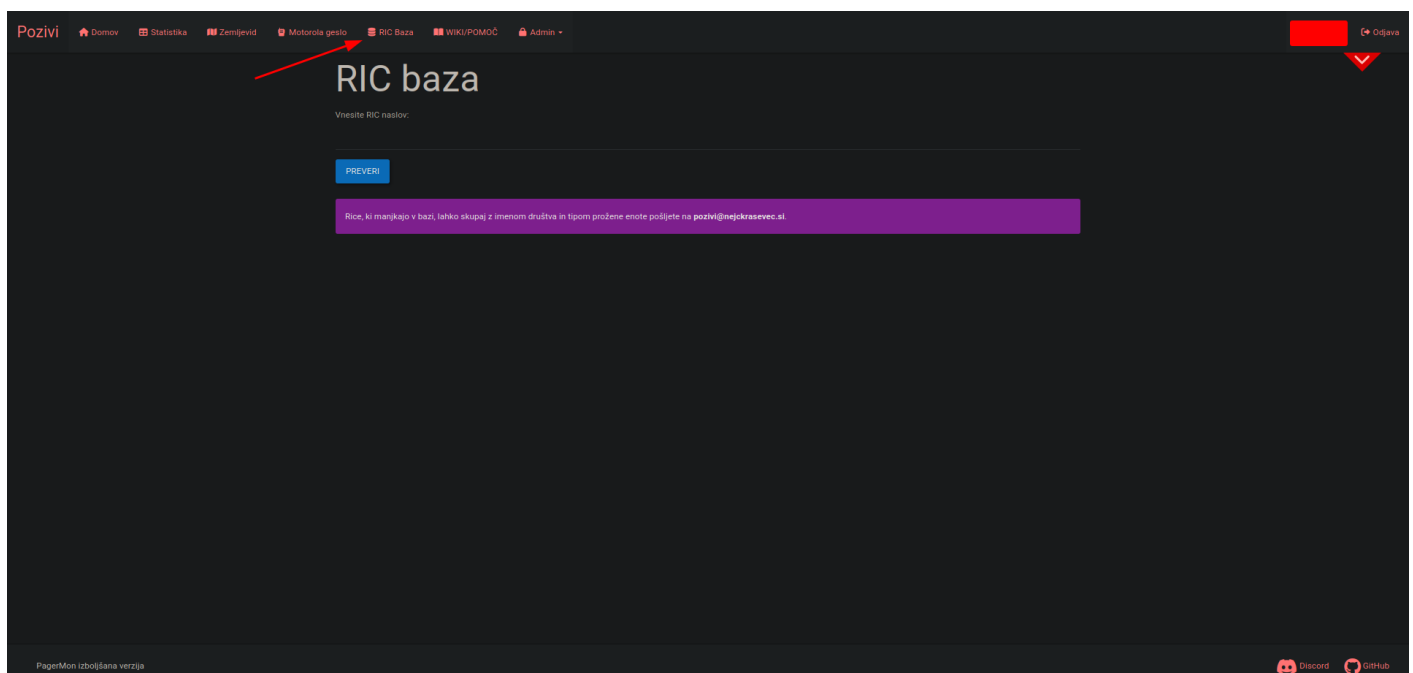 Pozivi Domov Statistika Zemljevid Motorola geslo RIC Baza WIKI/POMOČ Admin Odjava
RIC baza
Vnesite RIC naslov:
PREVERI
Rice, ki manjkajo v bazi, lahko skupaj z imenom društva in tipom prožene enote pošljete na pozivi@nejckrasevec.si.
PagerMon izboljšana verzija Discord GitHub